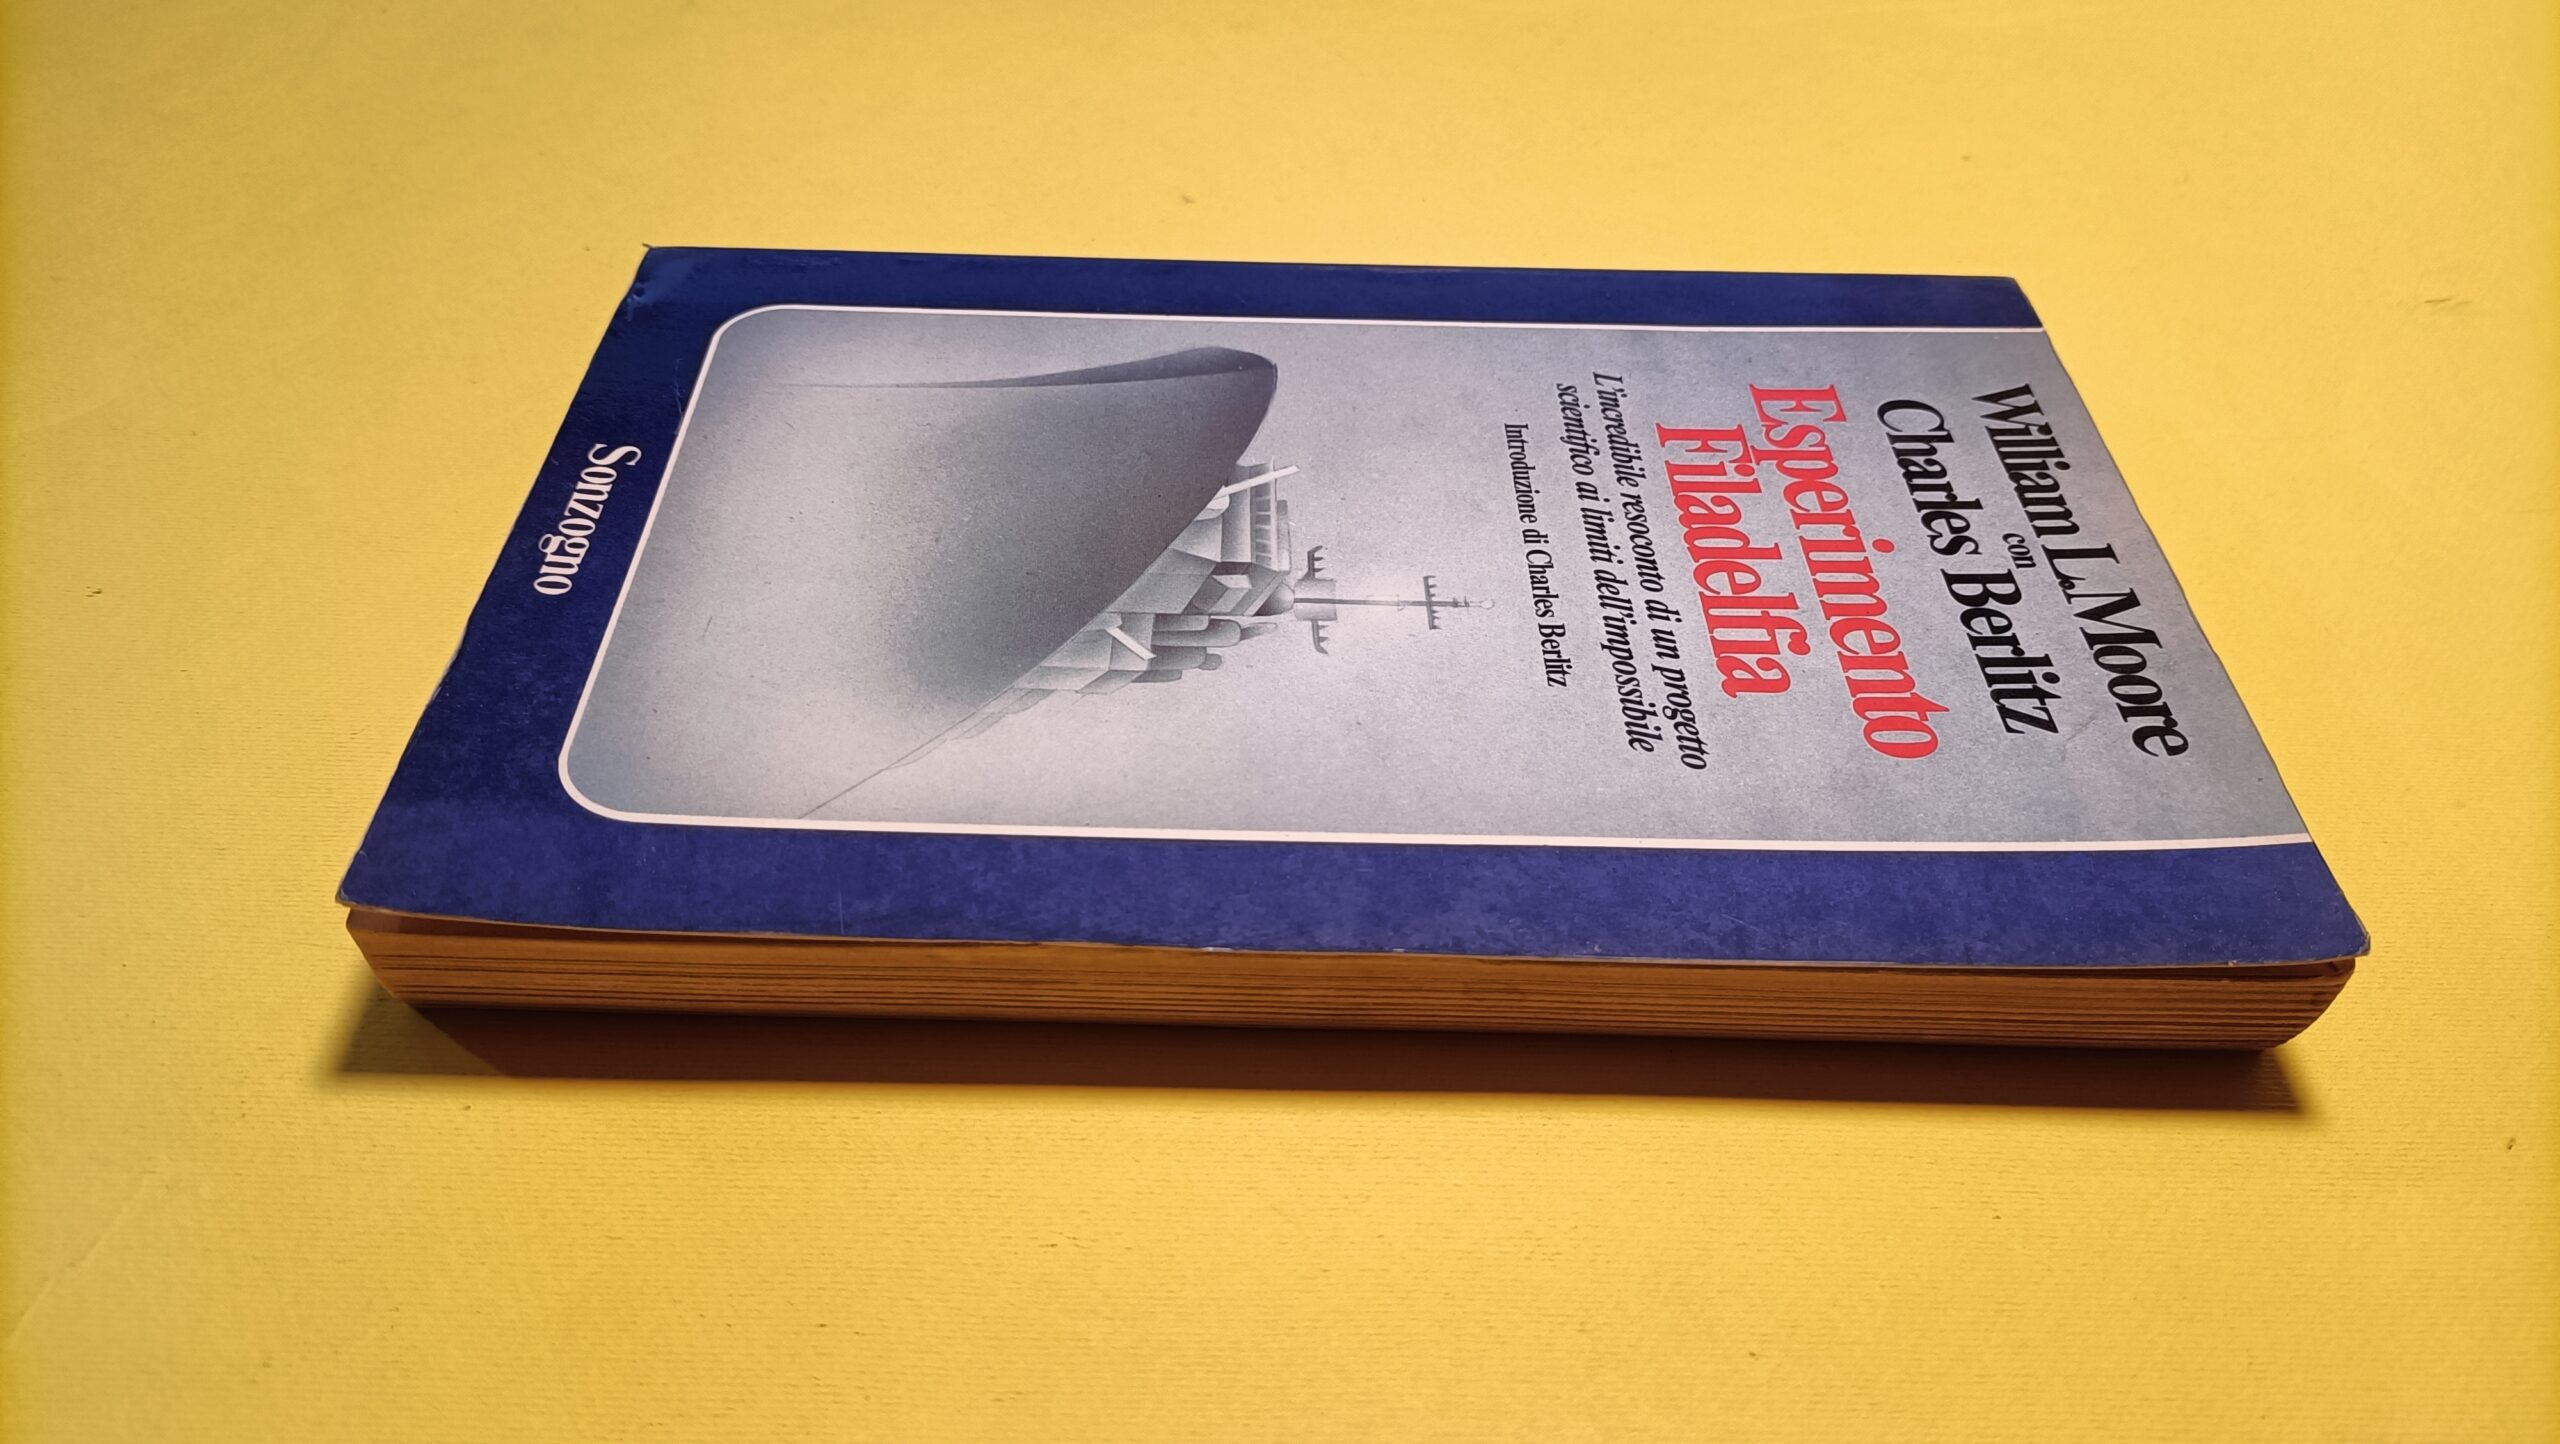 William L. Moore
con
Charles Berlitz
Esperimento
Filadelfia
L'incredibile resoconto di un progetto
scientifico ai limiti dell'impossibile
Introduzione di Charles Berlitz
Sonzogno